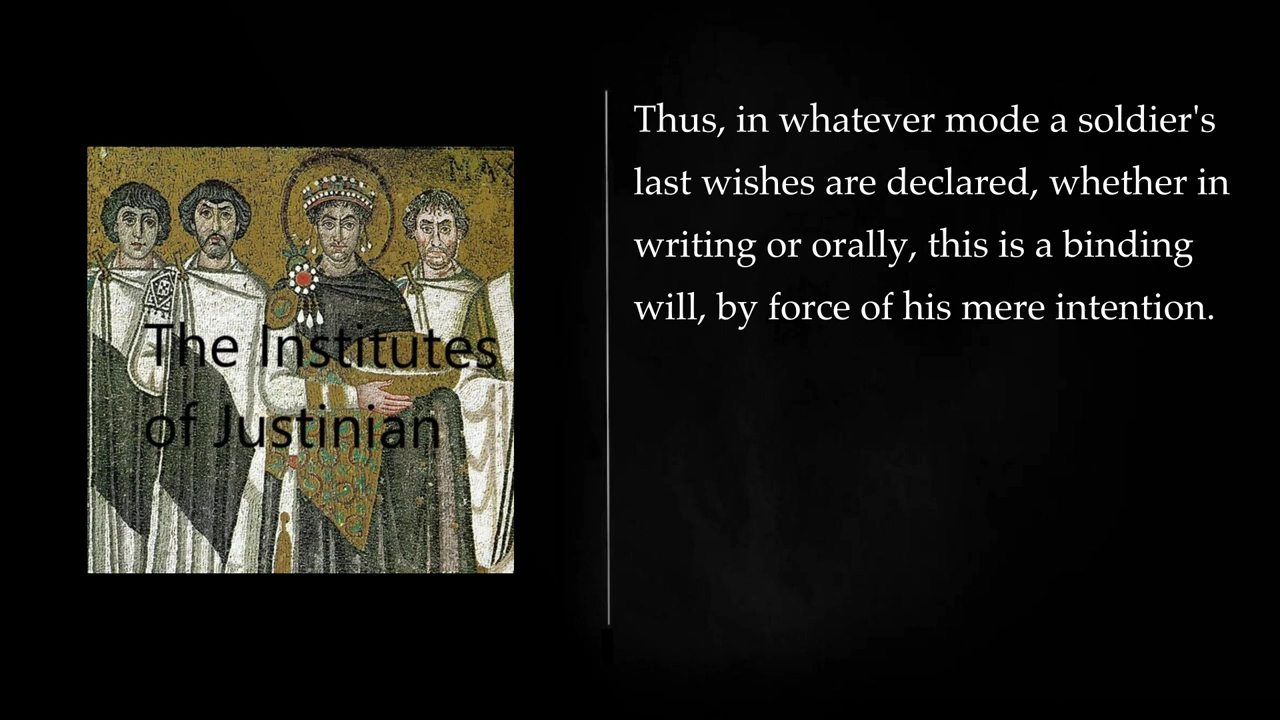 MAX
The Institutes
of Justinian
Thus, in whatever mode a soldier's
last wishes are declared, whether in
writing or orally, this is a binding
will, by force of his mere intention.